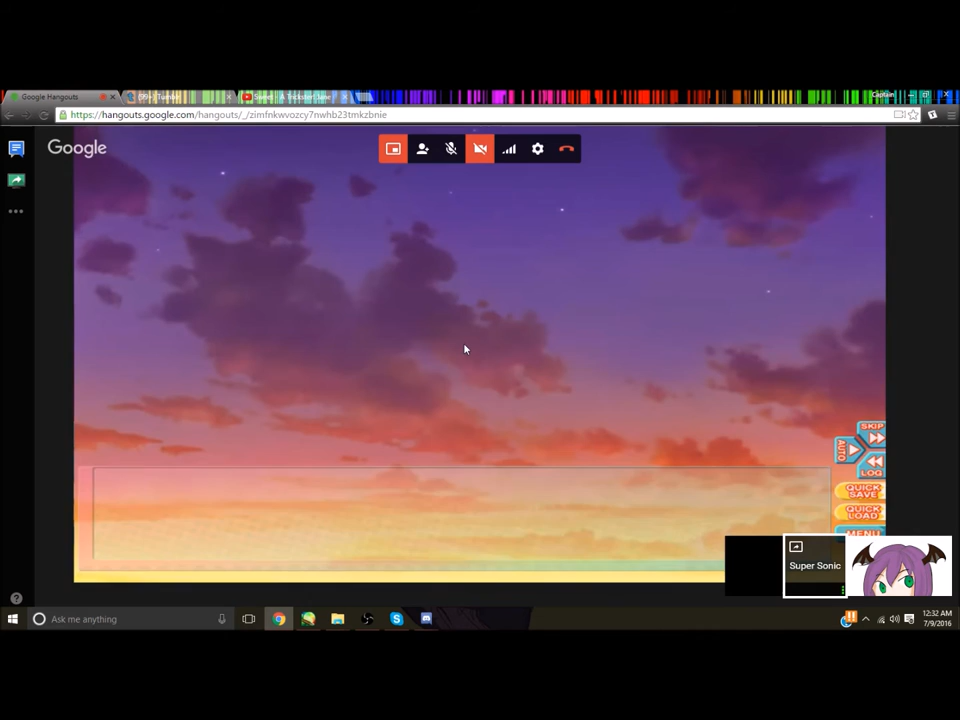 Google Hangouts
Captain
https://hangouts.google.com/hangouts/_/zimfnkwvozcy7nwhb23tmkzbnie
Google
SKIP
AUTO
LOG
QUICK
SAVE
QUICK
LOAD
MENU
Super Sonic
Ask me anything
12:32 AM
7/9/2016